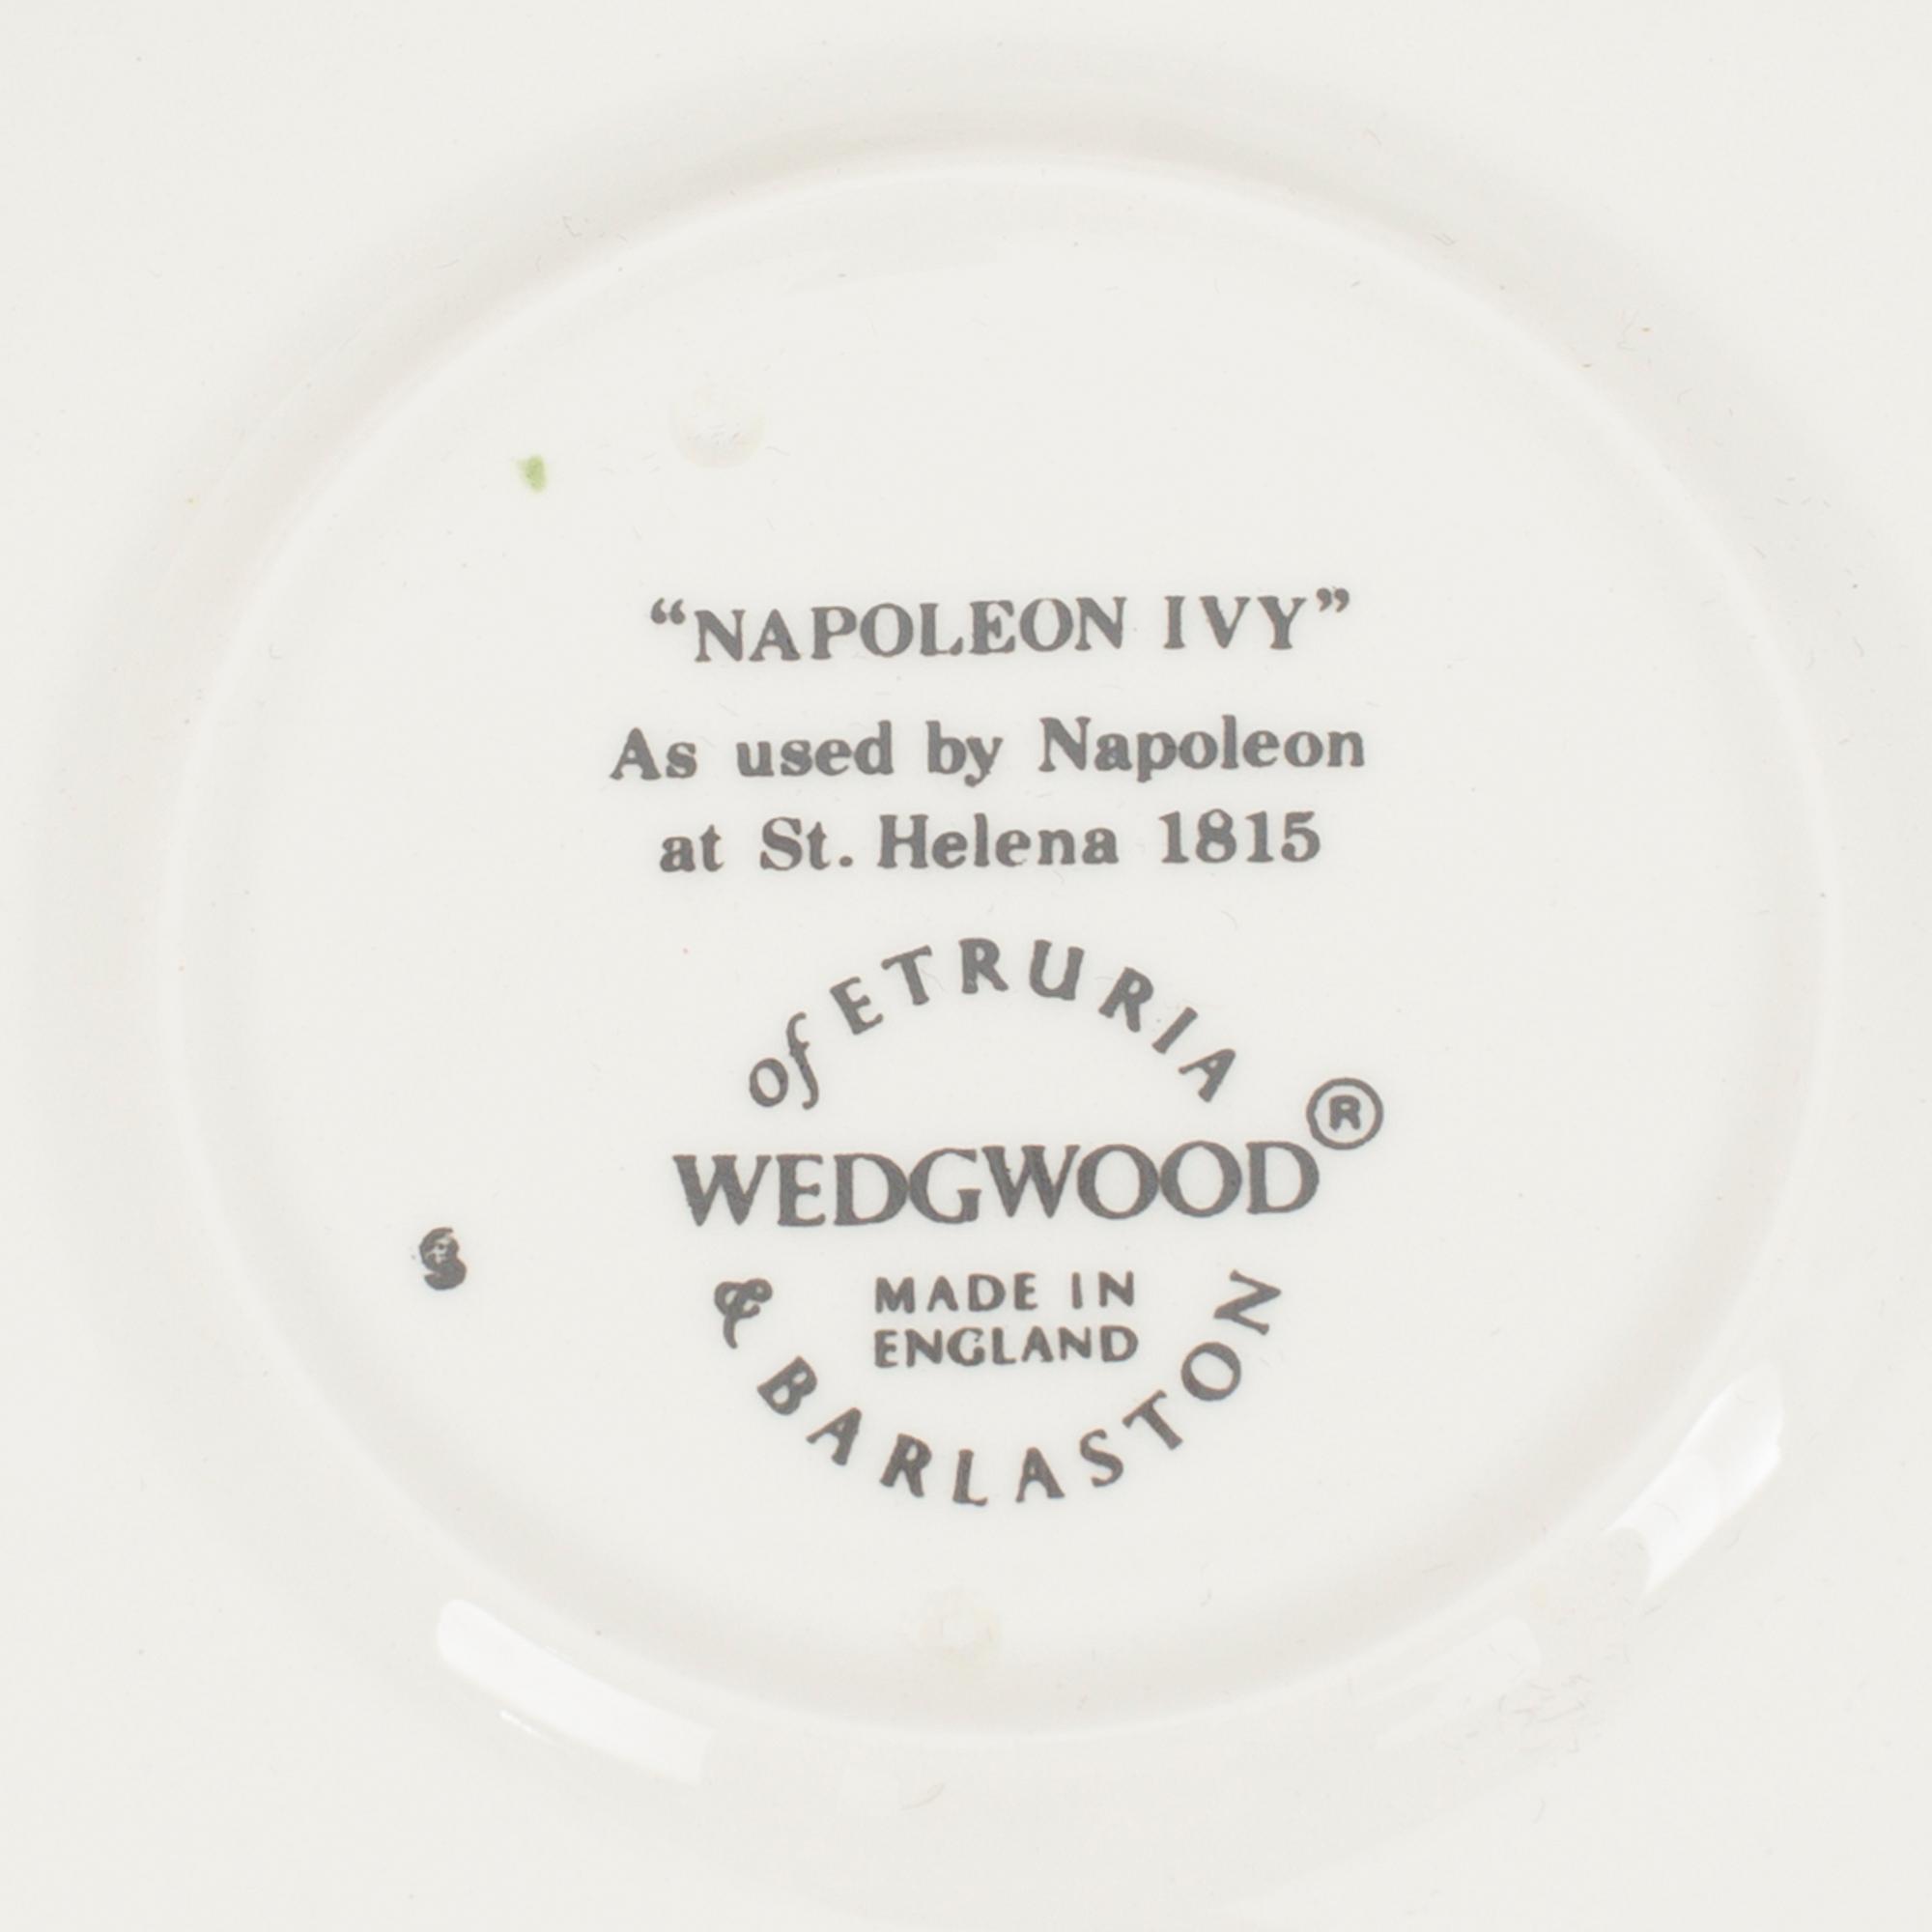 “NAPOLEON IVY”
As used by Napoleon
at St. Helena 1815
of ETRURIA
WEDGWOOD®
MADE IN
ENGLAND
& BARLASTON